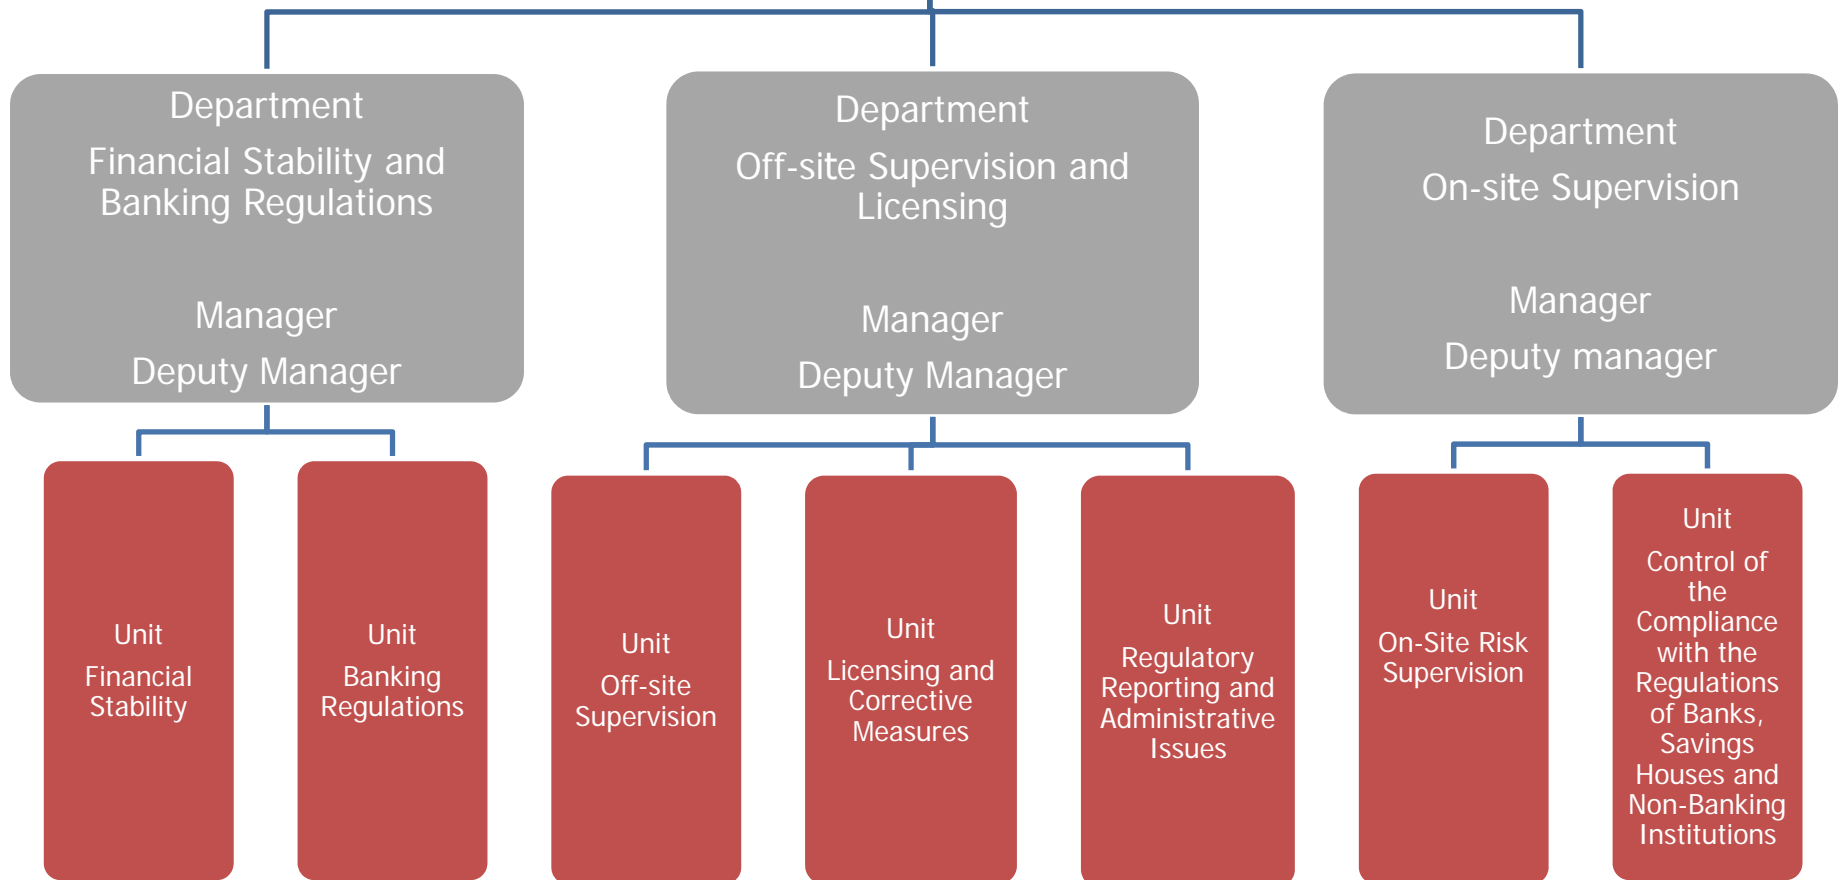 Department
Financial Stability and
Banking Regulations
Manager
Deputy Manager
Department
Off-site Supervision and
Licensing
Manager
Deputy Manager
Department
On-site Supervision
Manager
Deputy manager
Unit
Financial
Stability
Unit
Banking
Regulations
Unit
Off-site
Supervision
Unit
Licensing and
Corrective
Measures
Unit
Regulatory
Reporting and
Administrative
Issues
Unit
On-Site Risk
Supervision
Unit
Control of
the
Compliance
with the
Regulations
of Banks,
Savings
Houses and
Non-Banking
Institutions